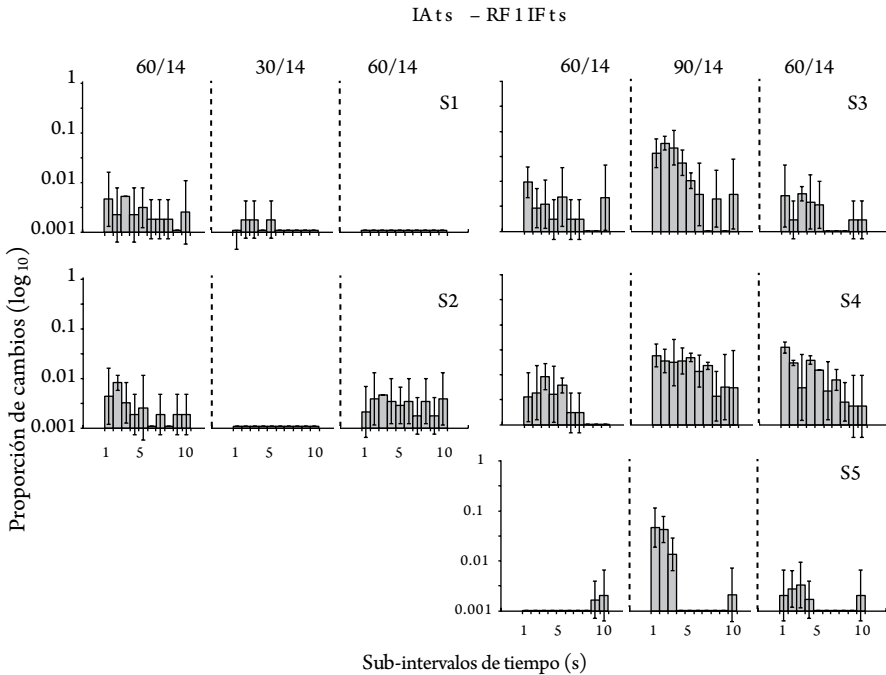 IA t s – RF 1 IF t s
60/14 30/14 60/14 60/14 90/14 60/14
1 S1 S3
0.1
0.01
0.001
1 S2 S4
0.1
0.01
0.001
1 5 10 1 10 1 5 10
1 S5
0.1
0.01
0.001
1 5 10 1 5 10 1 5 10
Proporción de cambios (log 10)
Sub-intervalos de tiempo (s)